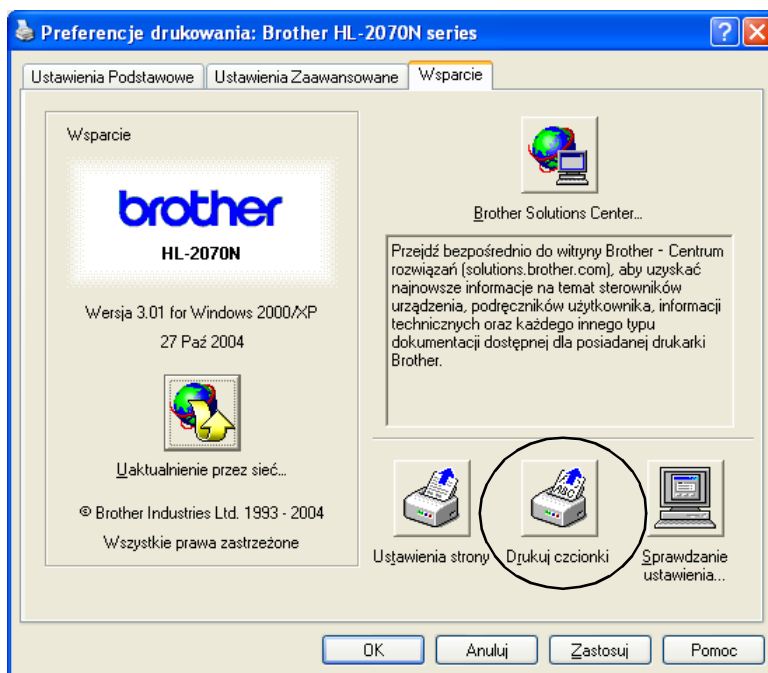 Preferencje drukowania: Brother HL-2070N series
Ustawienia Podstawowe
Ustawienia Zaawansowane
Wsparcie
Wsparcie
brother
HL-2070N
Wersja 3.01 for Windows 2000/XP
27 Paź 2004
Uaktualnienie przez sieć...
© Brother Industries Ltd. 1993 - 2004
Wszystkie prawa zastrzeżone
Brother Solutions Center...
Przejdź bezpośrednio do witryny Brother - Centrum
rozwiązań (solutions.brother.com), aby uzyskać
najnowsze informacje na temat sterowników
urządzenia, podręczników użytkownika, informacji
technicznych oraz każdego innego typu
dokumentacji dostępnej dla posiadanej drukarki
Brother.
ABC
Ustawienia strony
Drukuj czcionki
Sprawdzanie
ustawienia...
OK
Anuluj
Zastosuj
Pomoc